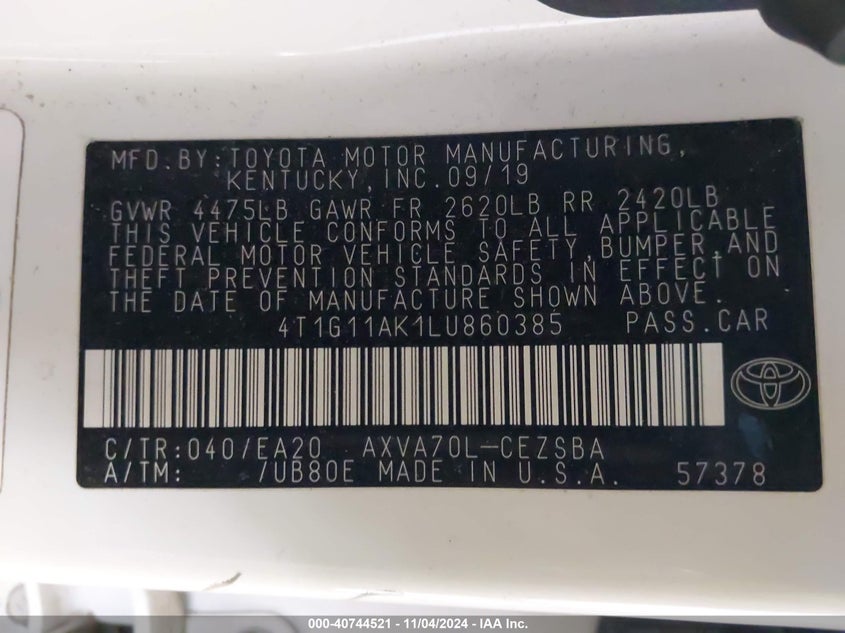 MFD.BY:TOYOTA MOTOR MANUFACTURING,
KENTUCKY,INC.09/19
GVWR 4475LB GAWR FR 2620LB RR 2420LB
THIS VEHICLE CONFORMS TO ALL APPLICABLE
FEDERAL MOTOR VEHICLE SAFETY,BUMPER,AND
THEFT PREVENTION STANDARDS IN EFFECT ON
THE DATE OF MANUFACTURE SHOWN ABOVE.
4T1G11AK1LU860385 PASS.CAR
C/TR:040/EA20 AXVA70L-CEZSBA
A/TM: /UB80E MADE IN U.S.A. 57378
000-40744521 - 11/04/2024 - IAA Inc.